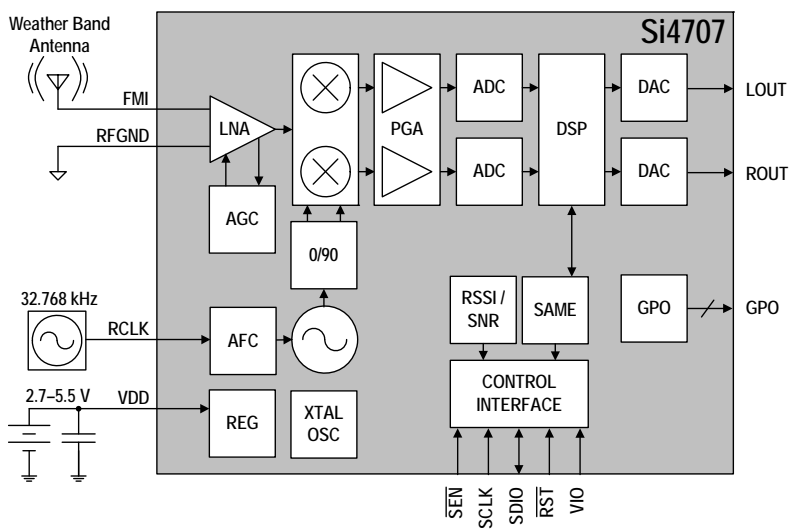 Si4707
Weather Band
Antenna
FMI
RFGND
LNA
AGC
PGA
ADC
ADC
DSP
DAC
DAC
LOUT
ROUT
0/90
32.768 kHz
RCLK
AFC
RSSI /
SNR
SAME
GPO
GPO
2.7–5.5 V
VDD
REG
XTAL
OSC
CONTROL
INTERFACE
SEN
SCLK
SDIO
RST
VIO